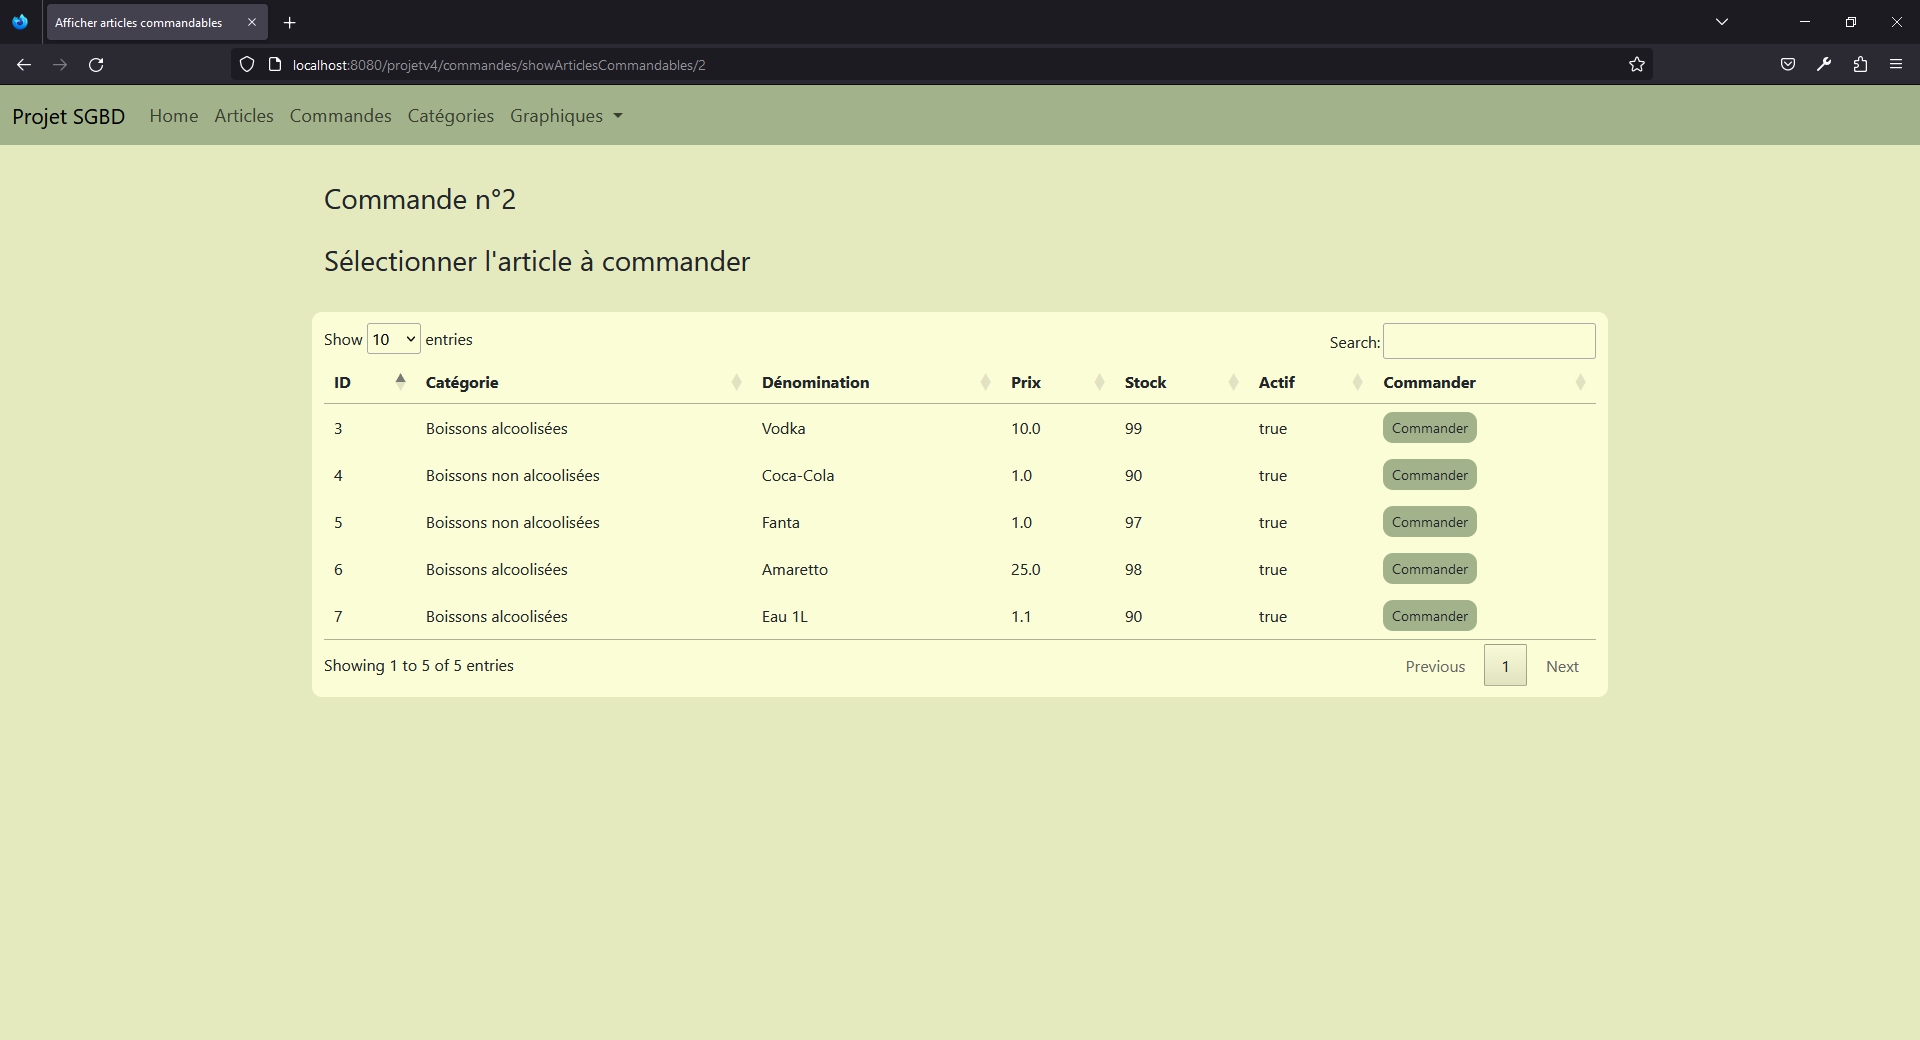 Afficher articles commandables
localhost:8080/projetv4/commandes/showArticlesCommandables/2
Projet SGBD Home Articles Commandes Catégories Graphiques
Commande n°2
Sélectionner l'article à commander
Show 10 entries Search:
ID Catégorie Dénomination Prix Stock Actif Commander
3 Boissons alcoolisées Vodka 10.0 99 true Commander
4 Boissons non alcoolisées Coca-Cola 1.0 90 true Commander
5 Boissons non alcoolisées Fanta 1.0 97 true Commander
6 Boissons alcoolisées Amaretto 25.0 98 true Commander
7 Boissons alcoolisées Eau 1L 1.1 90 true Commander
Showing 1 to 5 of 5 entries Previous 1 Next